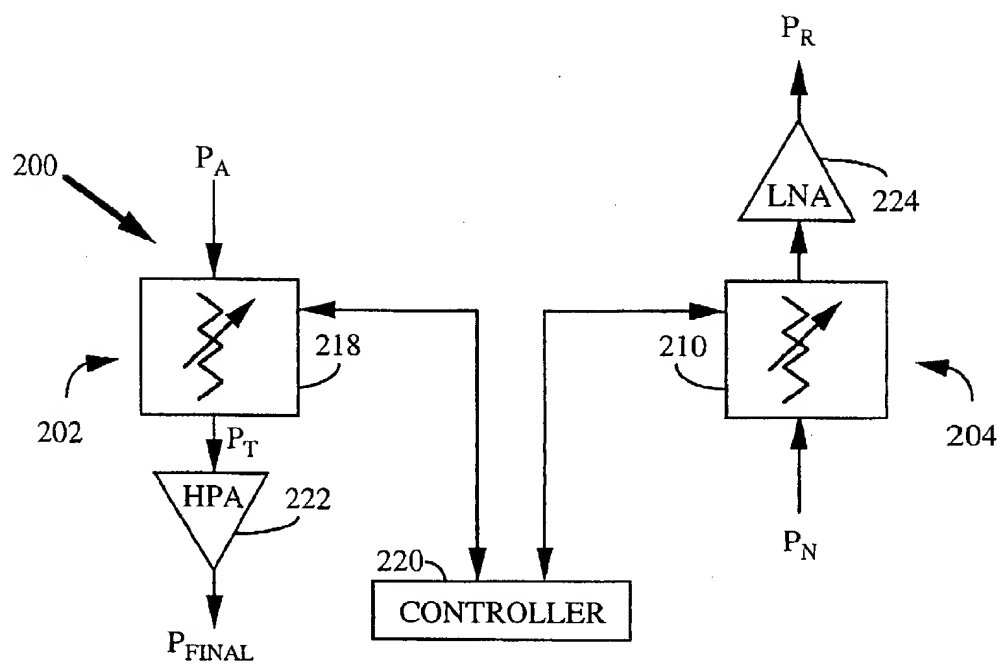 P_R
200
P_A
LNA
224
218
210
202
P_T
204
HPA
222
P_N
220
CONTROLLER
P_FINAL